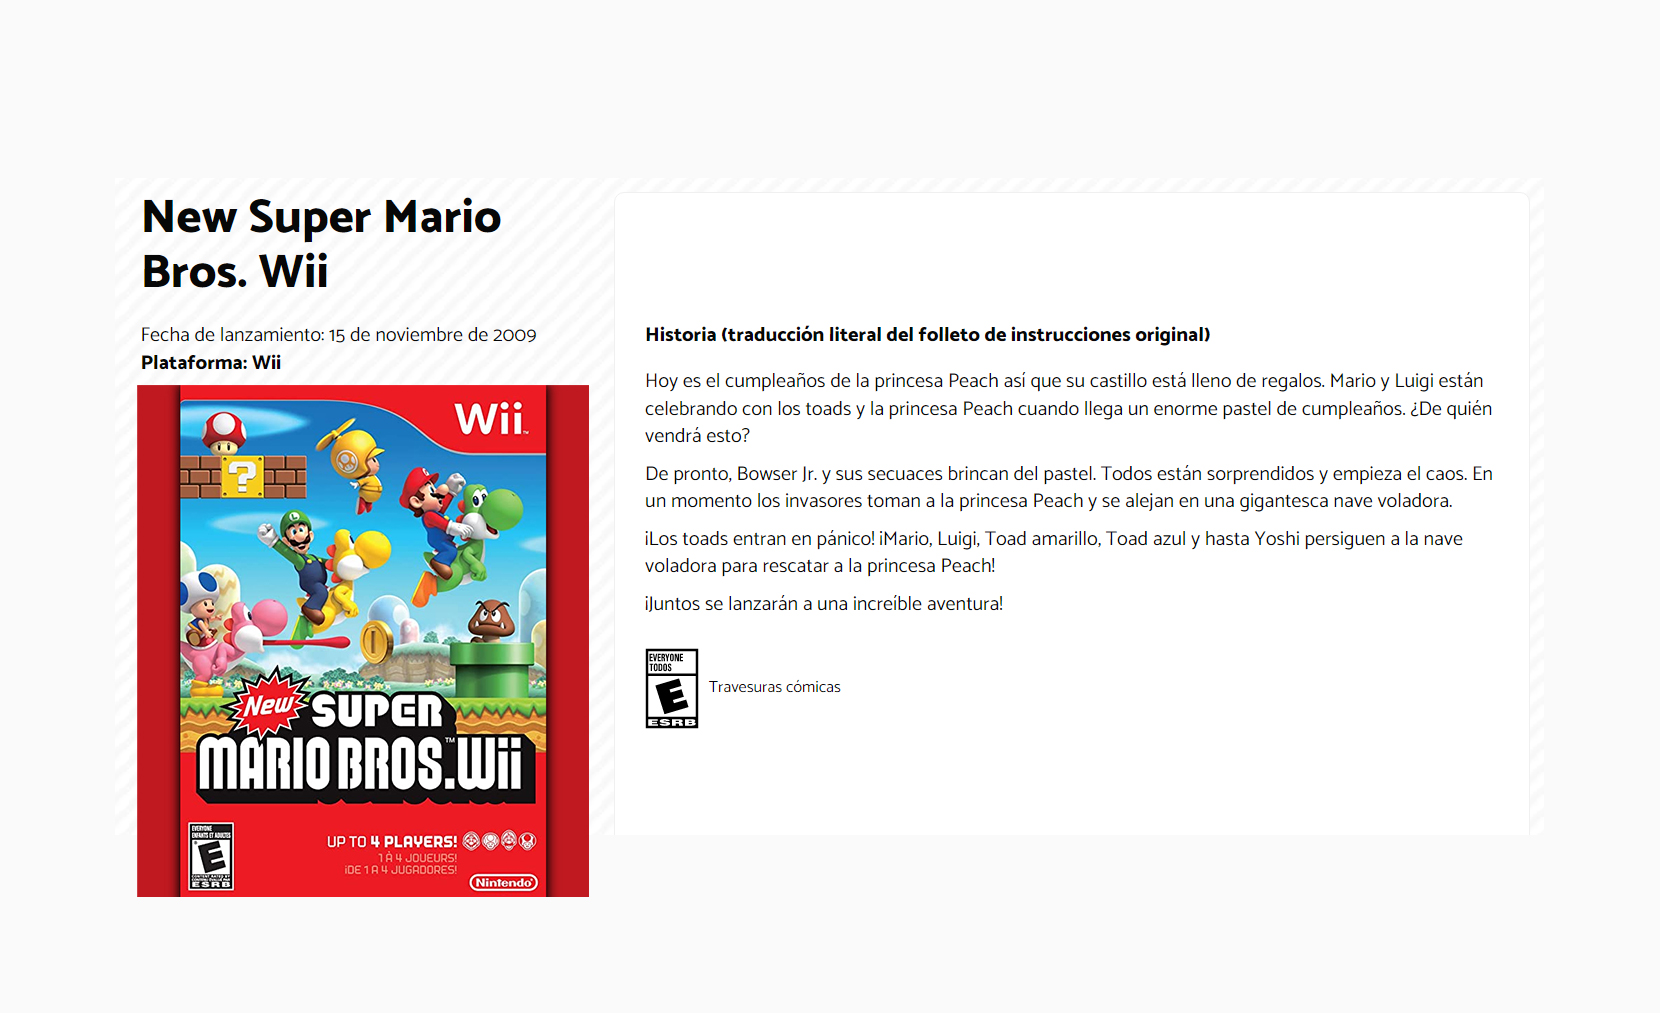 New Super Mario
Bros. Wii
Fecha de lanzamiento: 15 de noviembre de 2009
Plataforma: Wii
Wii™
?
L
New
SUPER
MARIO BROS.™ Wii
EVERYONE
ENFANTS ET ADULTES
E
ESRB
UP TO 4 PLAYERS!
1 À 4 JOUEURS!
¡DE 1 A 4 JUGADORES!
Nintendo®
Historia (traducción literal del folleto de instrucciones original)
Hoy es el cumpleaños de la princesa Peach así que su castillo está lleno de regalos. Mario y Luigi están
celebrando con los toads y la princesa Peach cuando llega un enorme pastel de cumpleaños. ¿De quién
vendrá esto?
De pronto, Bowser Jr. y sus secuaces brincan del pastel. Todos están sorprendidos y empieza el caos. En
un momento los invasores toman a la princesa Peach y se alejan en una gigantesca nave voladora.
¡Los toads entran en pánico! ¡Mario, Luigi, Toad amarillo, Toad azul y hasta Yoshi persiguen a la nave
voladora para rescatar a la princesa Peach!
¡Juntos se lanzarán a una increíble aventura!
EVERYONE
TODOS
E
ESRB
Travesuras cómicas